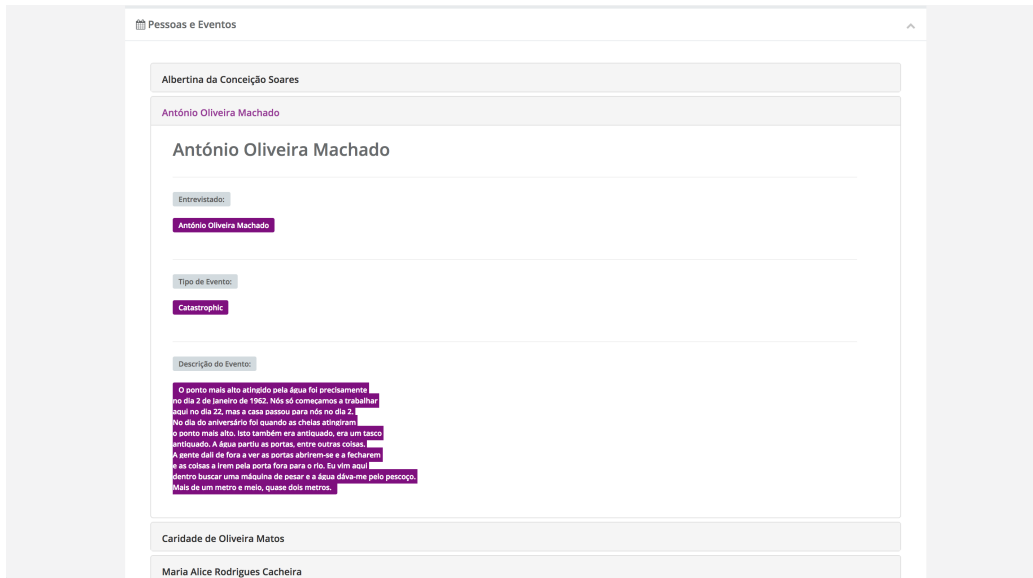 Pessoas e Eventos
Albertina da Conceição Soares
António Oliveira Machado
António Oliveira Machado
Entrevistado:
António Oliveira Machado
Tipo de Evento:
Catastrophic
Descrição do Evento:
O ponto mais alto atingido pela água foi precisamente
no dia 2 de Janeiro de 1962. Nós só começamos a trabalhar
aqui no dia 22, mas a casa passou para nós no dia 2.
No dia do aniversário foi quando as cheias atingiram
o ponto mais alto. Isto também era antiquado, era um tasco
antiquado. A água partiu as portas, entre outras coisas.
A gente dali de fora a ver as portas abrirem-se e a fecharem
e as coisas a irem pela porta fora para o rio. Eu vim aqui
dentro buscar uma máquina de pesar e a água dáva-me pelo pescoço.
Mais de um metro e meio, quase dois metros.
Caridade de Oliveira Matos
Maria Alice Rodrigues Cacheira